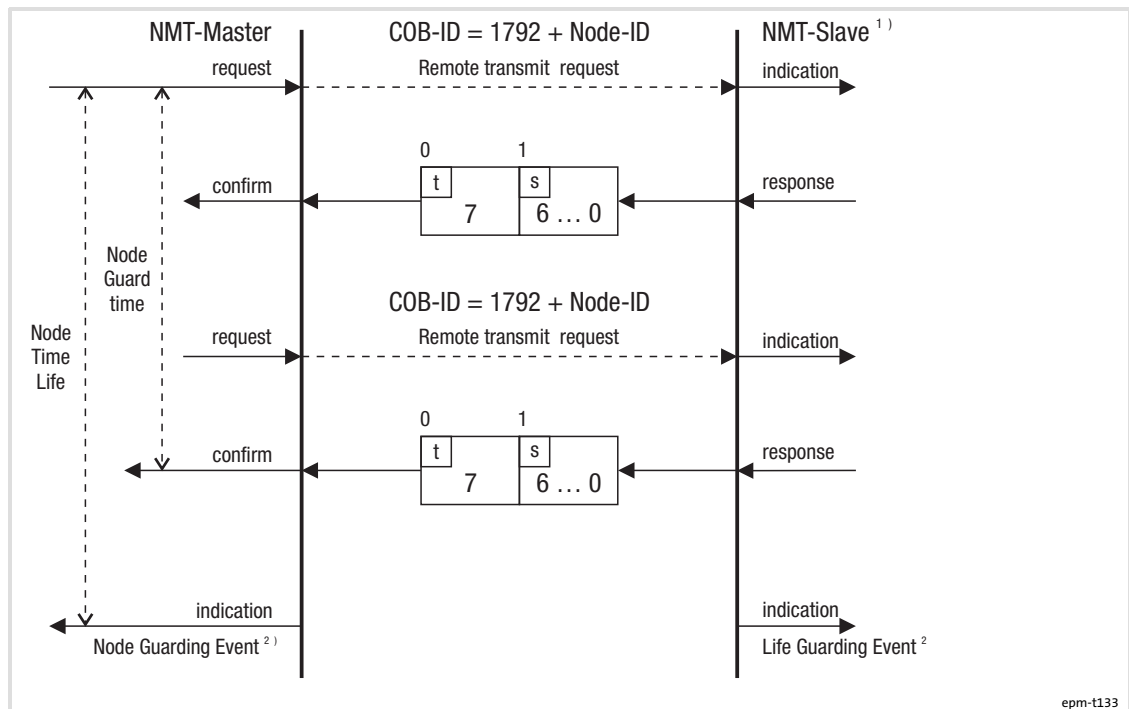 NMT-Master COB-ID = 1792 + Node-ID NMT-Slave 1)
request Remote transmit request indication
0 1
t s
confirm response
7 6 ... 0
Node
Guard
time
COB-ID = 1792 + Node-ID
Node
Time
Life
request Remote transmit request indication
0 1
t s
confirm response
7 6 ... 0
indication indication
Node Guarding Event 2) Life Guarding Event 2
epm-t133